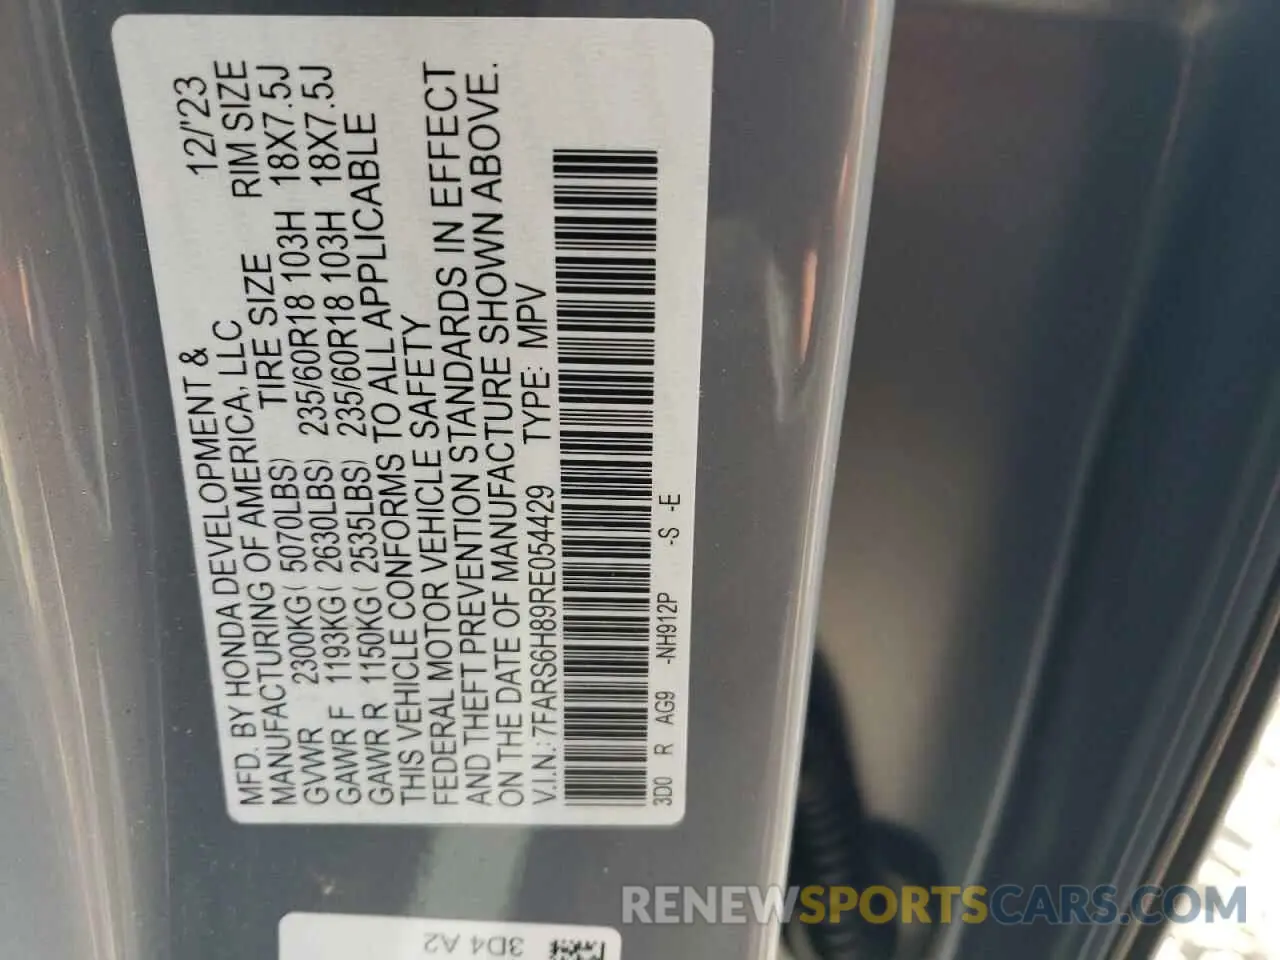 MFD. BY HONDA DEVELOPMENT & 12/'23
MANUFACTURING OF AMERICA, LLC
TIRE SIZE RIM SIZE
GVWR 2300KG( 5070LBS) 235/60R18 103H 18X7.5J
GAWR F 1193KG( 2630LBS) 235/60R18 103H 18X7.5J
GAWR R 1150KG( 2535LBS)
THIS VEHICLE CONFORMS TO ALL APPLICABLE
FEDERAL MOTOR VEHICLE SAFETY
AND THEFT PREVENTION STANDARDS IN EFFECT
ON THE DATE OF MANUFACTURE SHOWN ABOVE.
V.I.N.: 7FARS6H89RE054429 TYPE: MPV
3D0 R AG9 -NH912P -S -E
3D4 A2
RENEWSPORTSCARS.COM